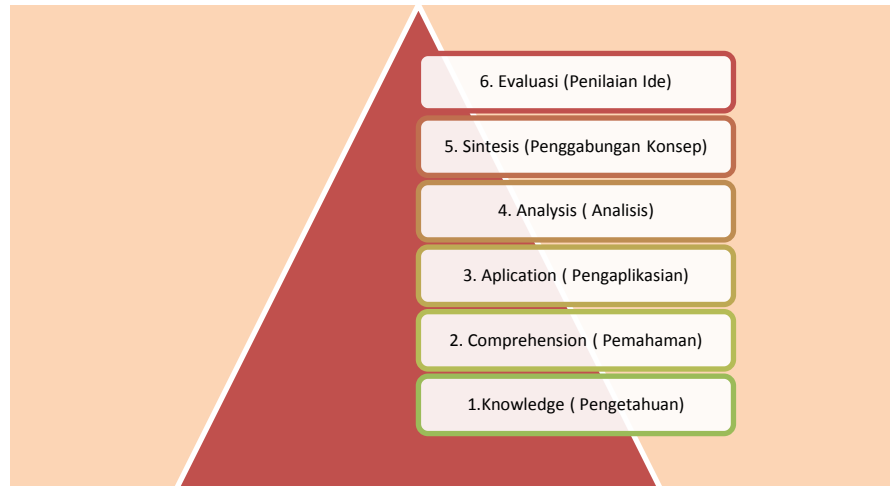 6. Evaluasi (Penilaian Ide)
5. Sintesis (Penggabungan Konsep)
4. Analysis ( Analisis)
3. Aplication ( Pengaplikasian)
2. Comprehension ( Pemahaman)
1.Knowledge ( Pengetahuan)